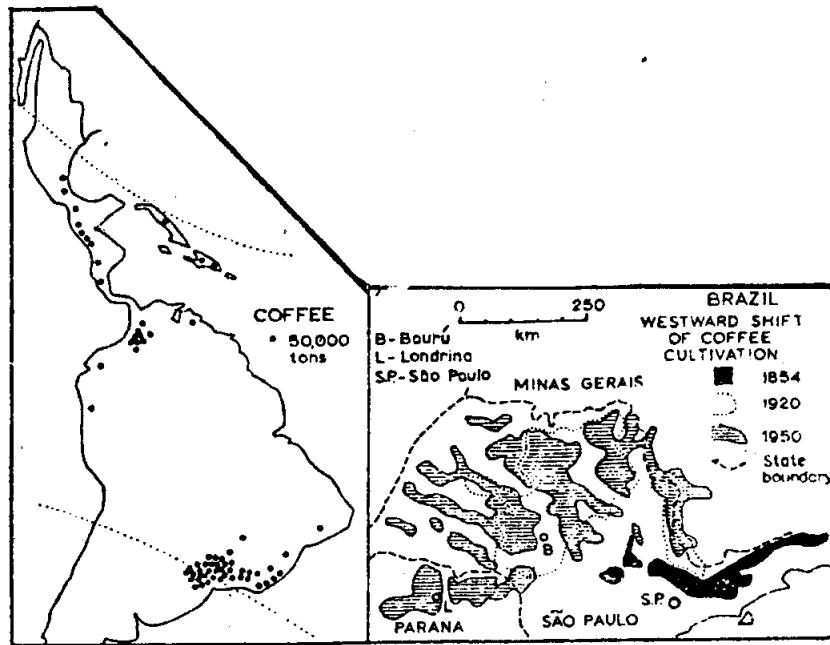 COFFEE
50,000
tons
0 250
km
B - Baurú
L - Londrina
S.P. - São Paulo
BRAZIL
WESTWARD SHIFT
OF COFFEE
CULTIVATION
1854
1920
1950
State
boundary
MINAS GERAIS
B
L
PARANA
SÃO PAULO
S.P.